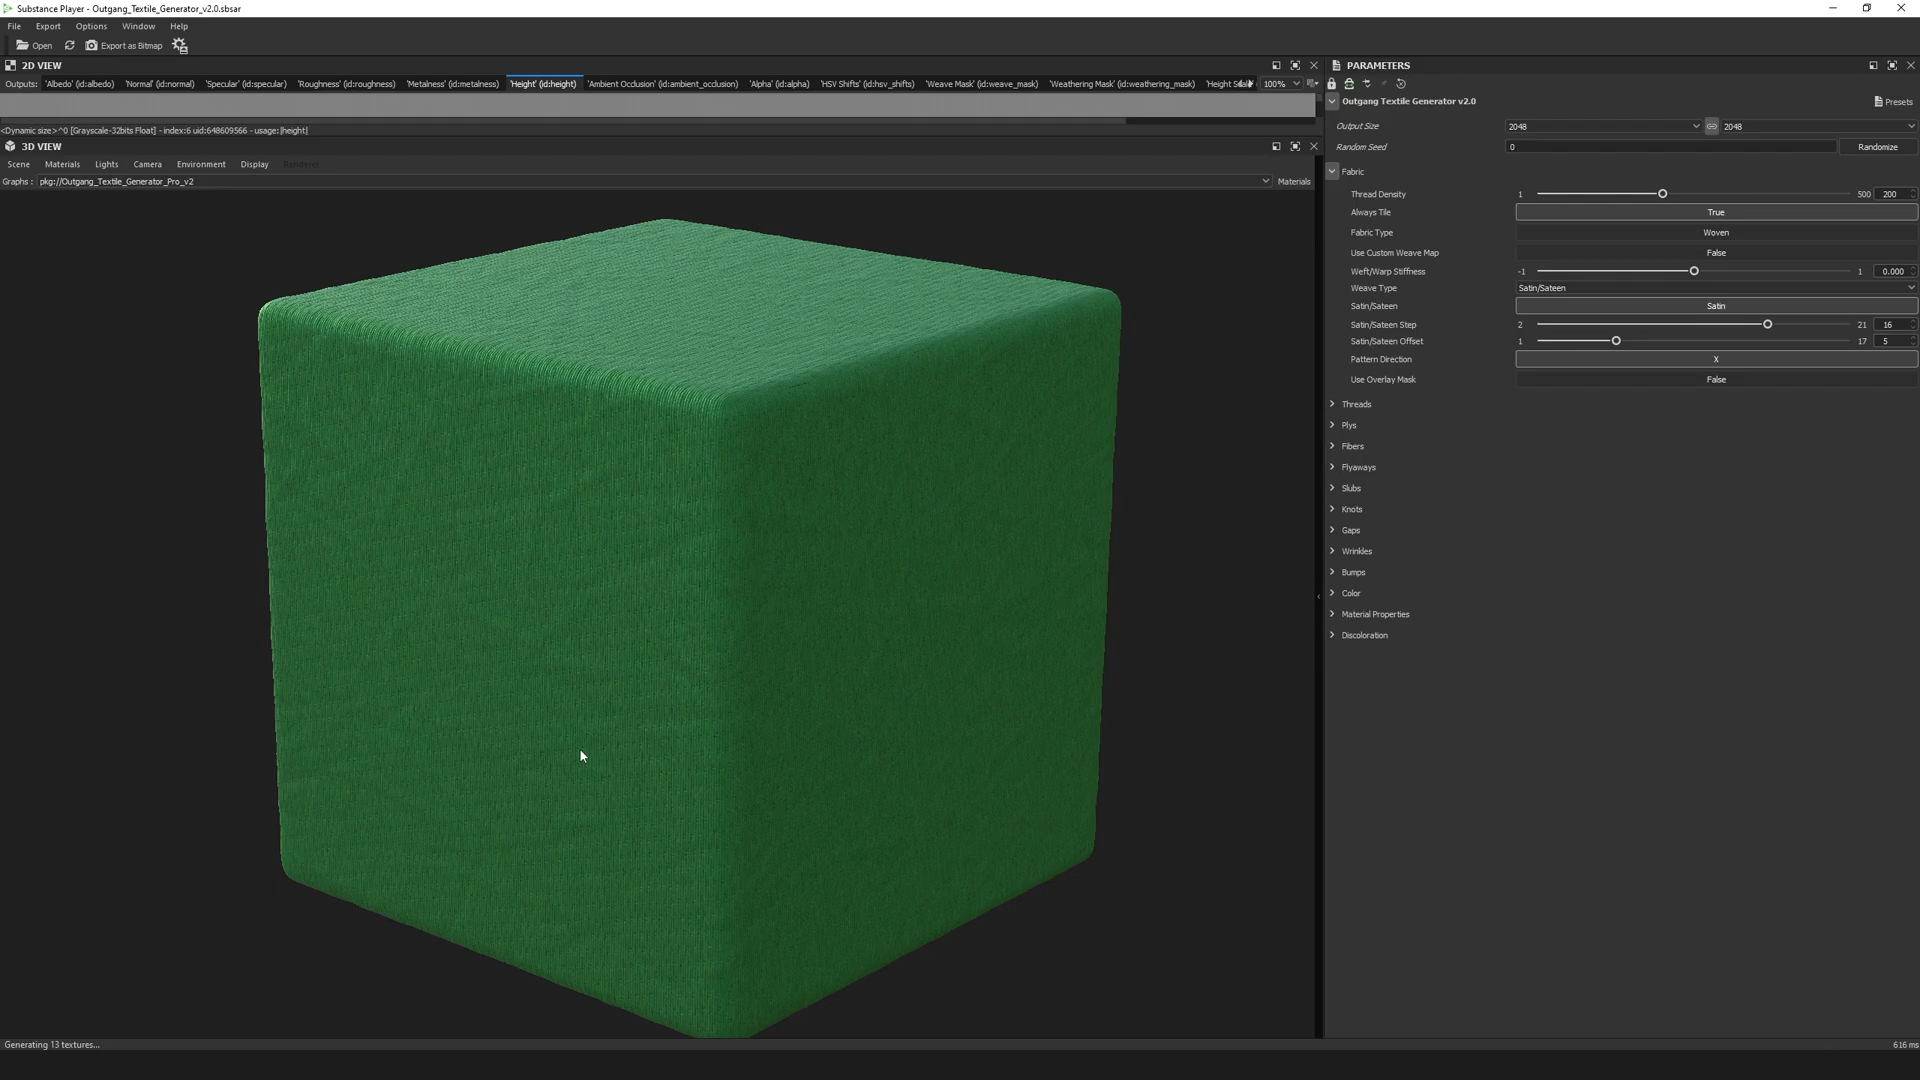 Substance Player - Outgang_Textile_Generator_v2.0.sbsar
File Export Options Window Help
Open Export as Bitmap
2D VIEW
Outputs: 'Albedo' (id:albedo) 'Normal' (id:normal) 'Specular' (id:specular) 'Roughness' (id:roughness) 'Metalness' (id:metalness) 'Height' (id:height) 'Ambient Occlusion' (id:ambient_occlusion) 'Alpha' (id:alpha) 'HSV Shifts' (id:hsv_shifts) 'Weave Mask' (id:weave_mask) 'Weathering Mask' (id:weathering_mask) 'Height 100%
<Dynamic size>^0 [Grayscale-32bits Float] - index:6 uid:648609566 - usage:|height|
3D VIEW
Scene Materials Lights Camera Environment Display Renderer
Graphs : pkg://Outgang_Textile_Generator_Pro_v2 Materials
Generating 13 textures...
616 ms
PARAMETERS
Outgang Textile Generator v2.0 Presets
Output Size 2048 2048
Random Seed 0 Randomize
Fabric
Thread Density 1 500 200
Always Tile True
Fabric Type Woven
Use Custom Weave Map False
Weft/Warp Stiffness -1 1 0.000
Weave Type Satin/Sateen
Satin/Sateen Satin
Satin/Sateen Step 2 21 16
Satin/Sateen Offset 1 17 5
Pattern Direction X
Use Overlay Mask False
Threads
Plys
Fibers
Flyaways
Slubs
Knots
Gaps
Wrinkles
Bumps
Color
Material Properties
Discoloration